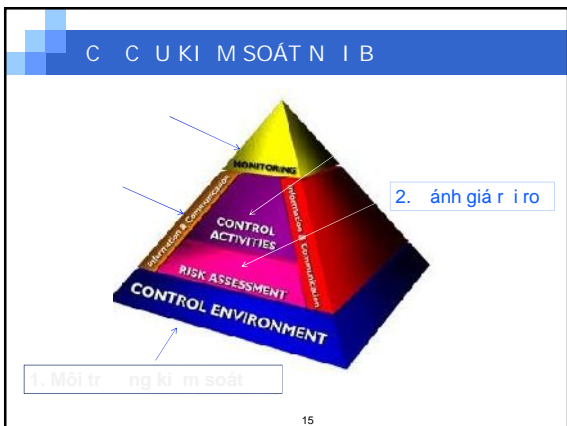 C C U KI M SOÁT N I B
MONITORING
Information & Communication
Information & Communication
CONTROL
ACTIVITIES
RISK ASSESSMENT
CONTROL ENVIRONMENT
2. ánh giá r i ro
1. Môi tr ng ki m soát
15